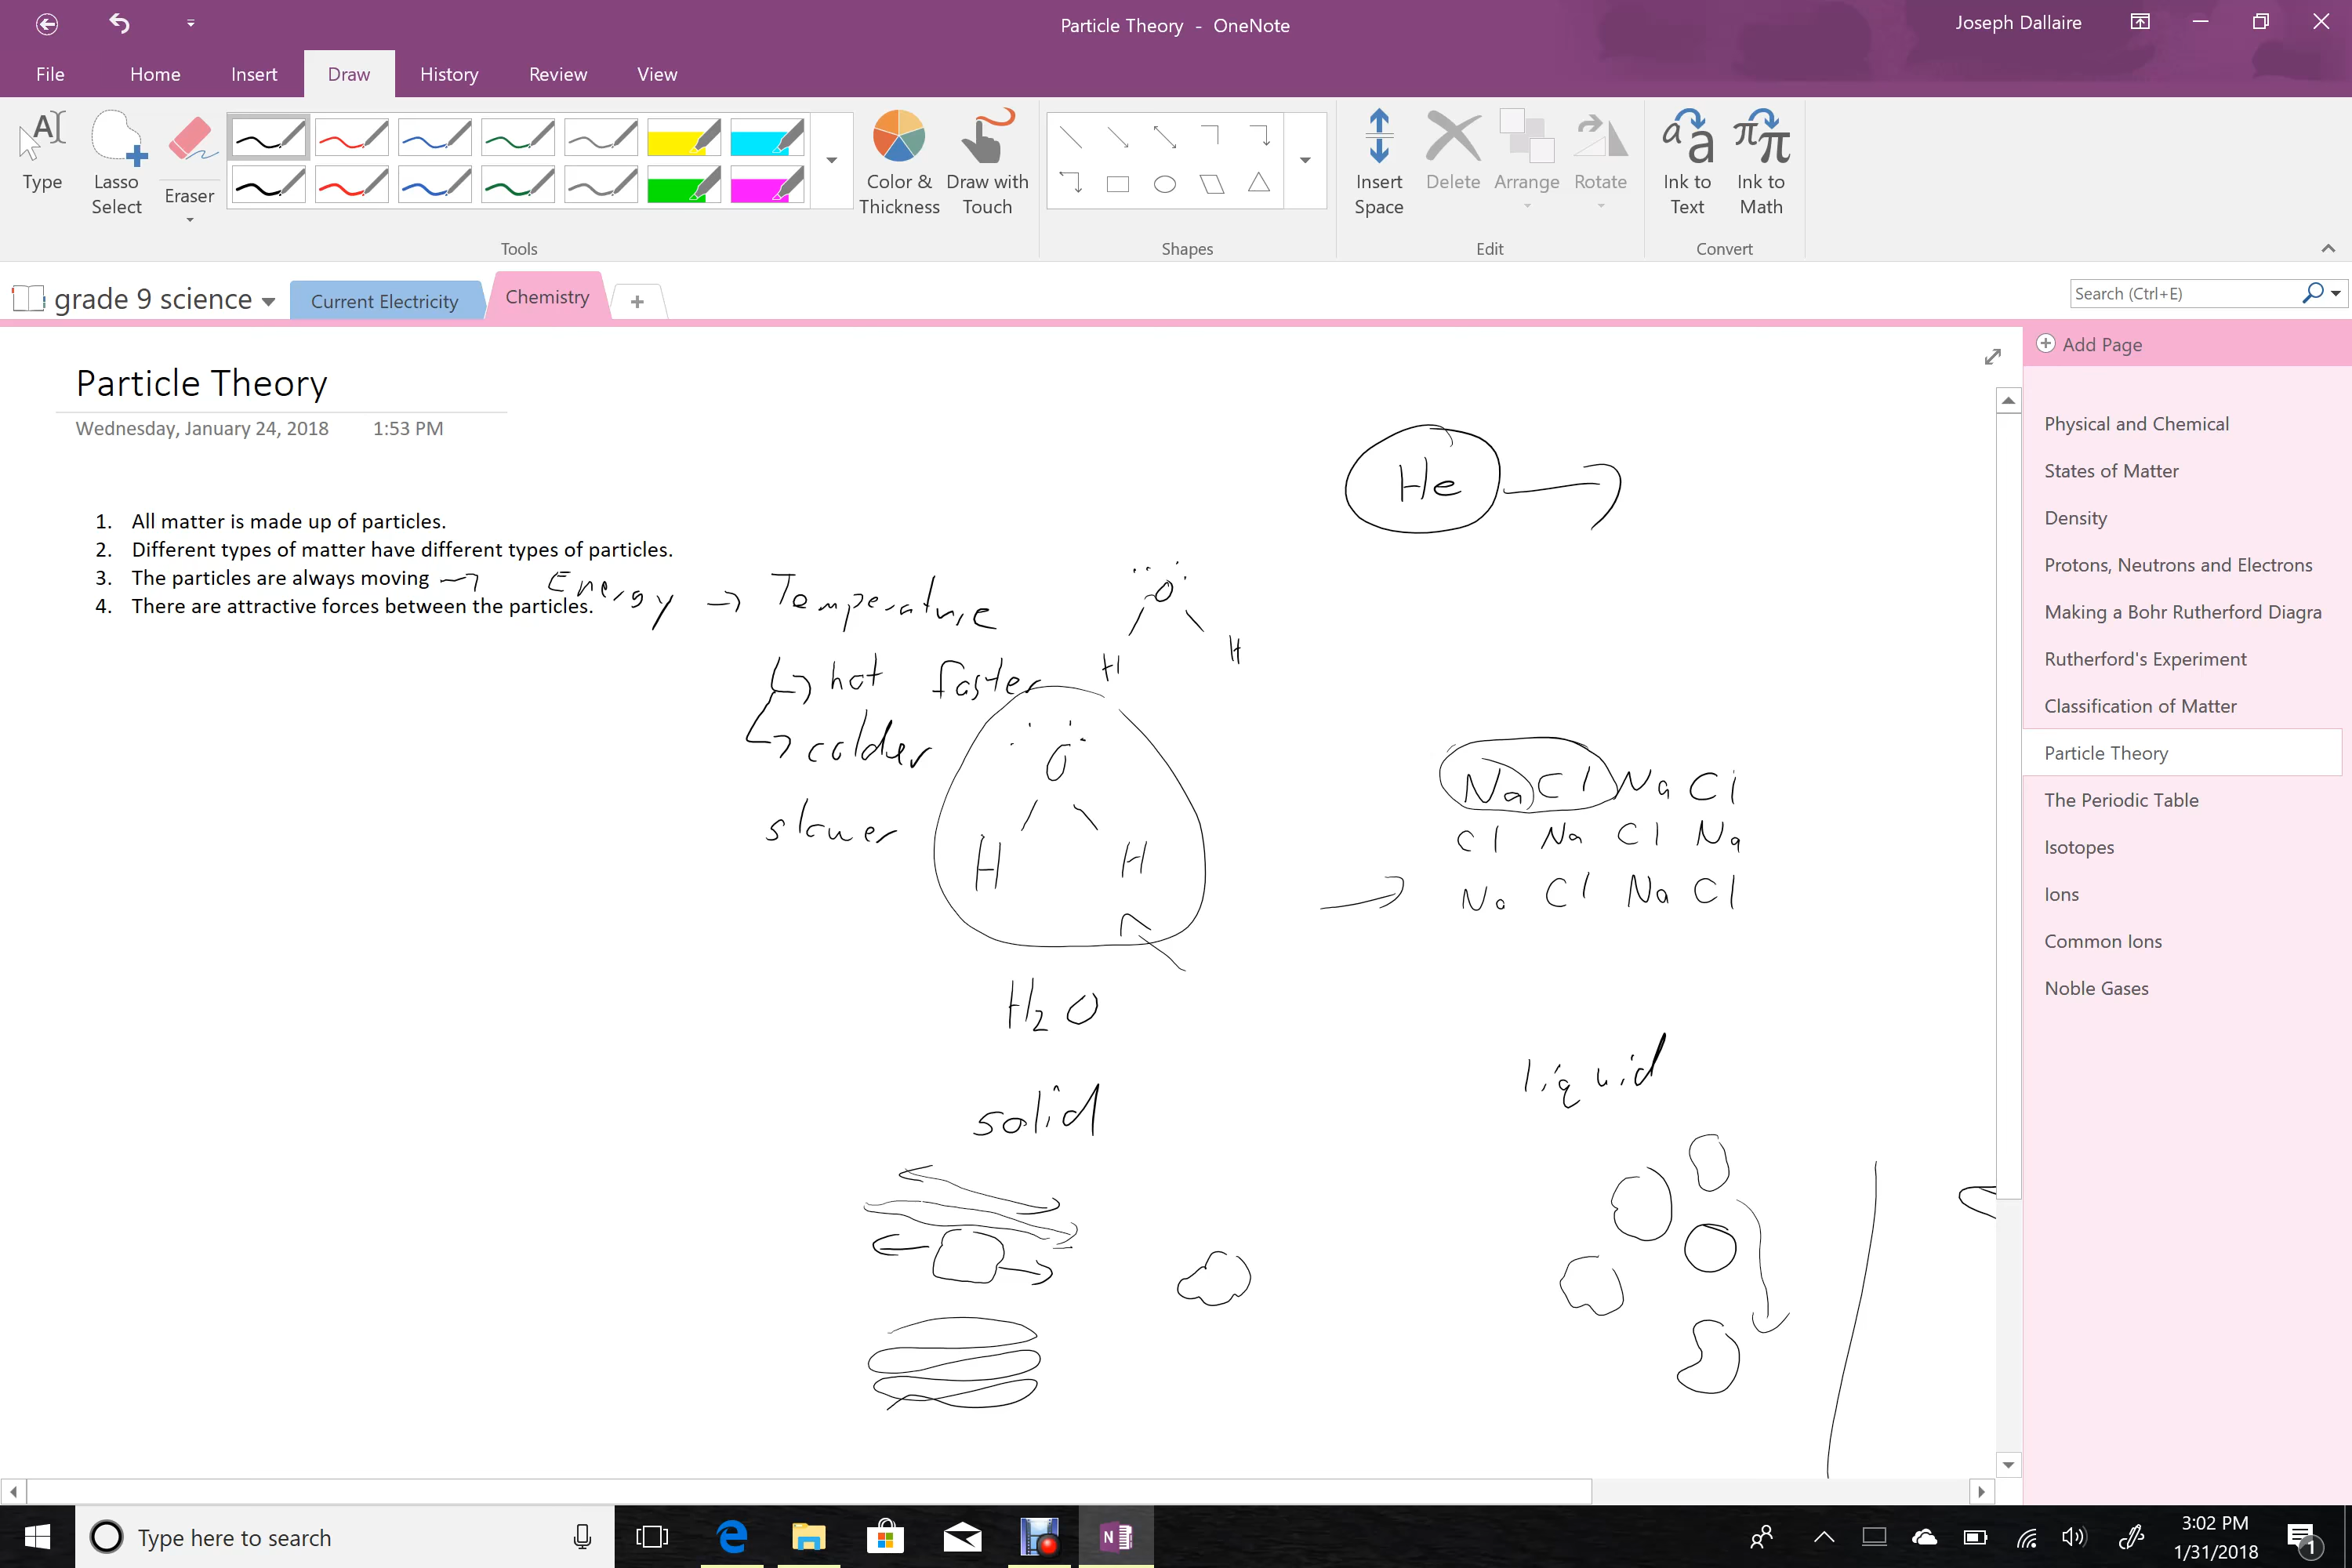 Particle Theory - OneNote
Joseph Dallaire
File Home Insert Draw History Review View
Type
Lasso Select
Eraser
Color & Thickness
Draw with Touch
Insert Space
Delete
Arrange
Rotate
Ink to Text
Ink to Math
Tools
Shapes
Edit
Convert
grade 9 science
Current Electricity
Chemistry
Search (Ctrl+E)
Particle Theory
Wednesday, January 24, 2018 1:53 PM
1. All matter is made up of particles.
2. Different types of matter have different types of particles.
3. The particles are always moving
4. There are attractive forces between the particles.
Energy → Temperature
hot faster
colder
slower
He
O
H H
O
H H
H2O
Na Cl Na Cl
Cl Na Cl Na
Na Cl Na Cl
solid
liquid
Add Page
Physical and Chemical
States of Matter
Density
Protons, Neutrons and Electrons
Making a Bohr Rutherford Diagra
Rutherford's Experiment
Classification of Matter
Particle Theory
The Periodic Table
Isotopes
Ions
Common Ions
Noble Gases
Type here to search
3:02 PM
1/31/2018
1